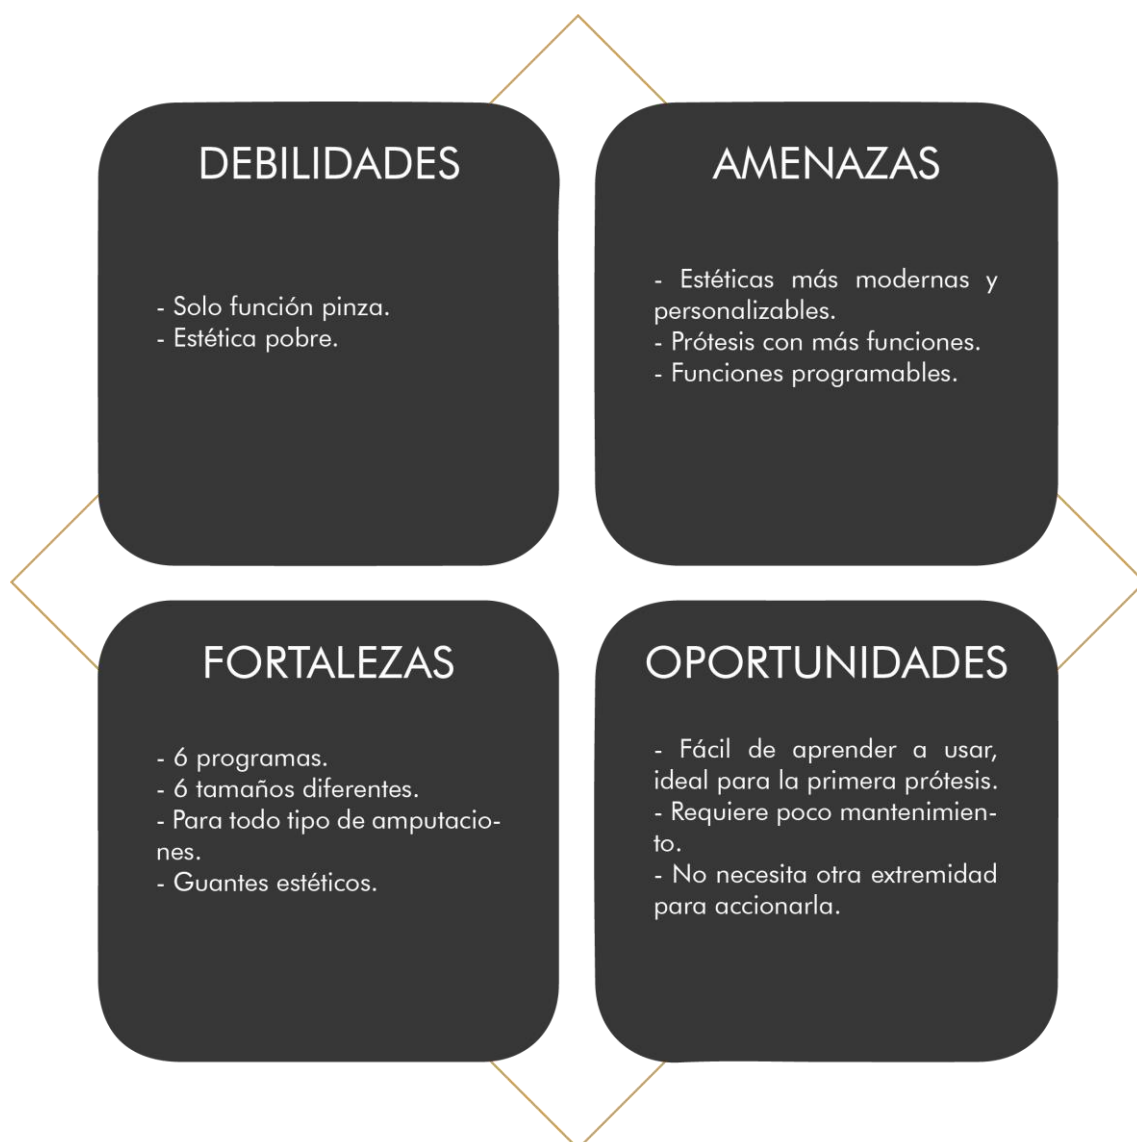 DEBILIDADES
- Solo función pinza.
- Estética pobre.
AMENAZAS
- Estéticas más modernas y
personalizables.
- Prótesis con más funciones.
- Funciones programables.
FORTALEZAS
- 6 programas.
- 6 tamaños diferentes.
- Para todo tipo de amputacio-
nes.
- Guantes estéticos.
OPORTUNIDADES
- Fácil de aprender a usar,
ideal para la primera prótesis.
- Requiere poco mantenimien-
to.
- No necesita otra extremidad
para accionarla.